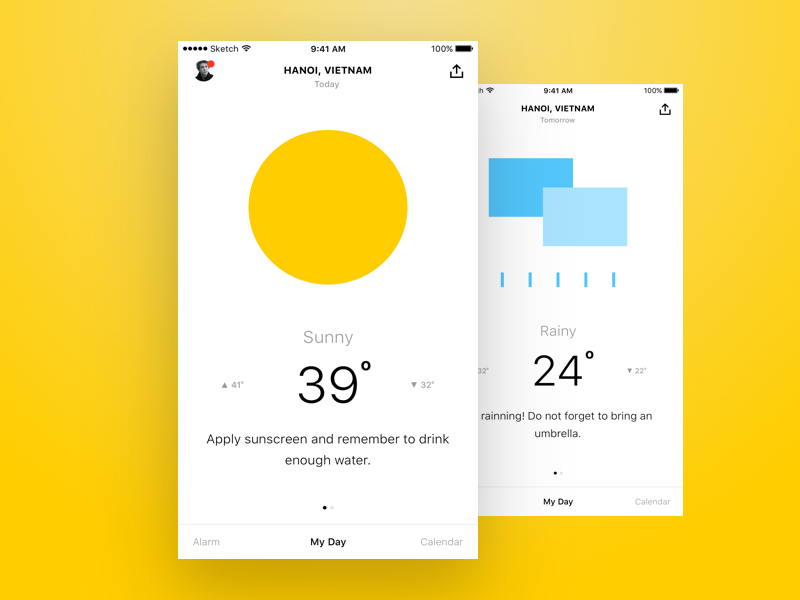 Sketch 9:41 AM 100%
HANOI, VIETNAM
Today
Sunny
▲ 41° 39° ▼ 32°
Apply sunscreen and remember to drink
enough water.
Alarm My Day Calendar
9:41 AM 100%
HANOI, VIETNAM
Tomorrow
Rainy
32° 24° ▼ 22°
rainning! Do not forget to bring an
umbrella.
My Day Calendar